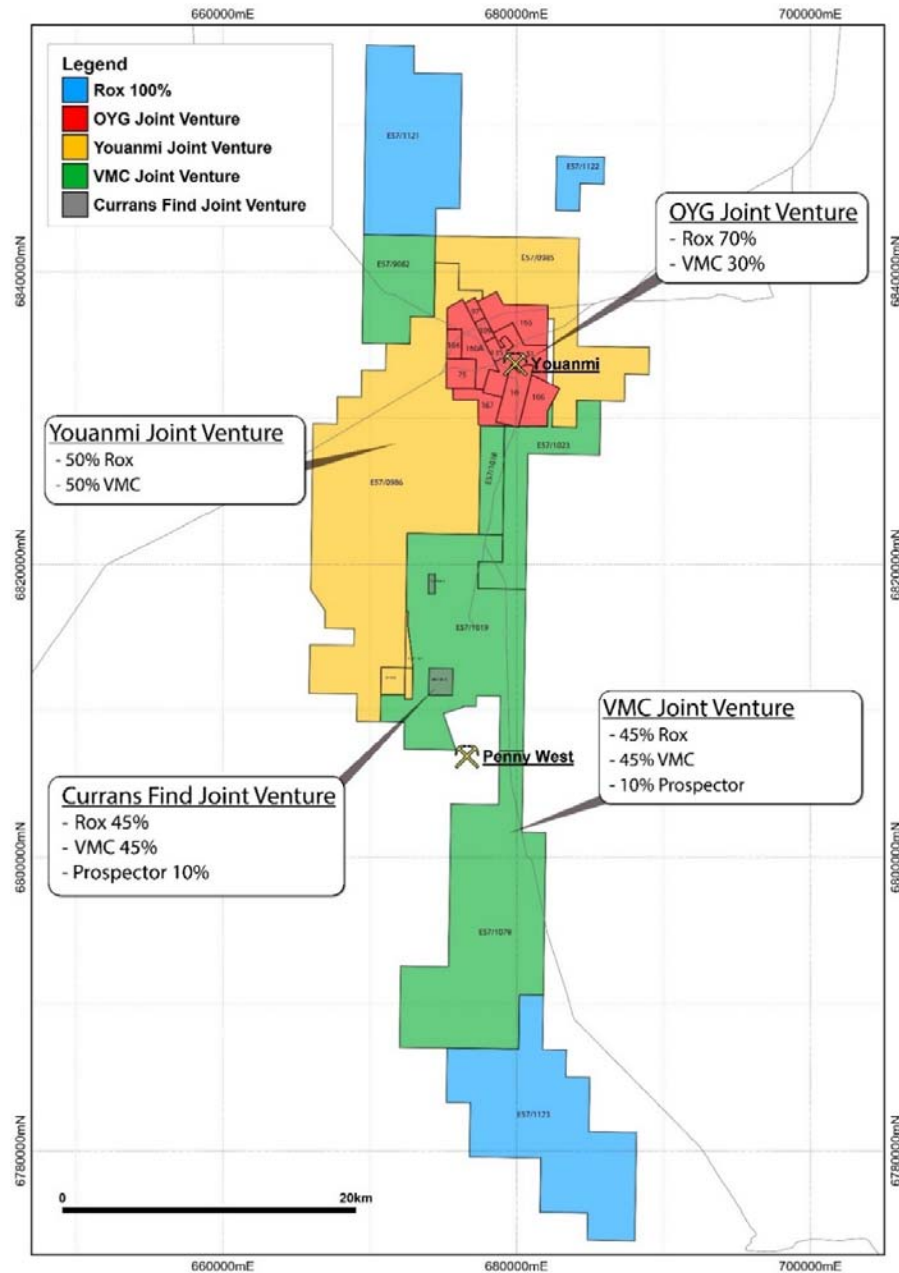 660000mE
680000mE
700000mE
Legend
Rox 100%
OYG Joint Venture
Youanmi Joint Venture
VMC Joint Venture
Currans Find Joint Venture
E57/1121
E57/1122
OYG Joint Venture
- Rox 70%
- VMC 30%
6840000mN
6840000mN
E57/9082
E57/0985
Youanmi
Youanmi Joint Venture
- 50% Rox
- 50% VMC
E57/1023
E57/0986
6820000mN
6820000mN
E57/1019
VMC Joint Venture
- 45% Rox
- 45% VMC
- 10% Prospector
Penny West
Currans Find Joint Venture
- Rox 45%
- VMC 45%
- Prospector 10%
6800000mN
6800000mN
E57/1079
E57/1123
6780000mN
6780000mN
0
20km
660000mE
680000mE
700000mE